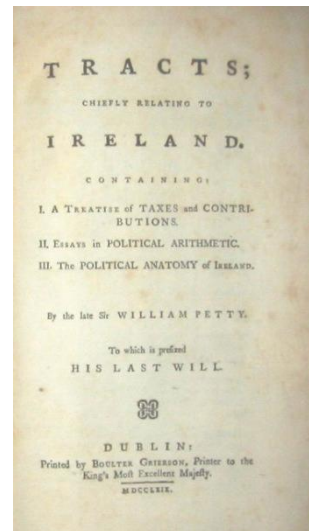 TRACTS;
CHIEFLY RELATING TO
IRELAND.
CONTAINING:
I. A TREATISE of TAXES and CONTRI-
BUTIONS.
II. ESSAYS in POLITICAL ARITHMETIC.
III. The POLITICAL ANATOMY of IRELAND.
By the late Sir WILLIAM PETTY.
To which is prefixed
HIS LAST WILL.
DUBLIN:
Printed by BOULTER GRIERSON, Printer to the
King's Most Excellent Majeſty.
MDCCLXIX.